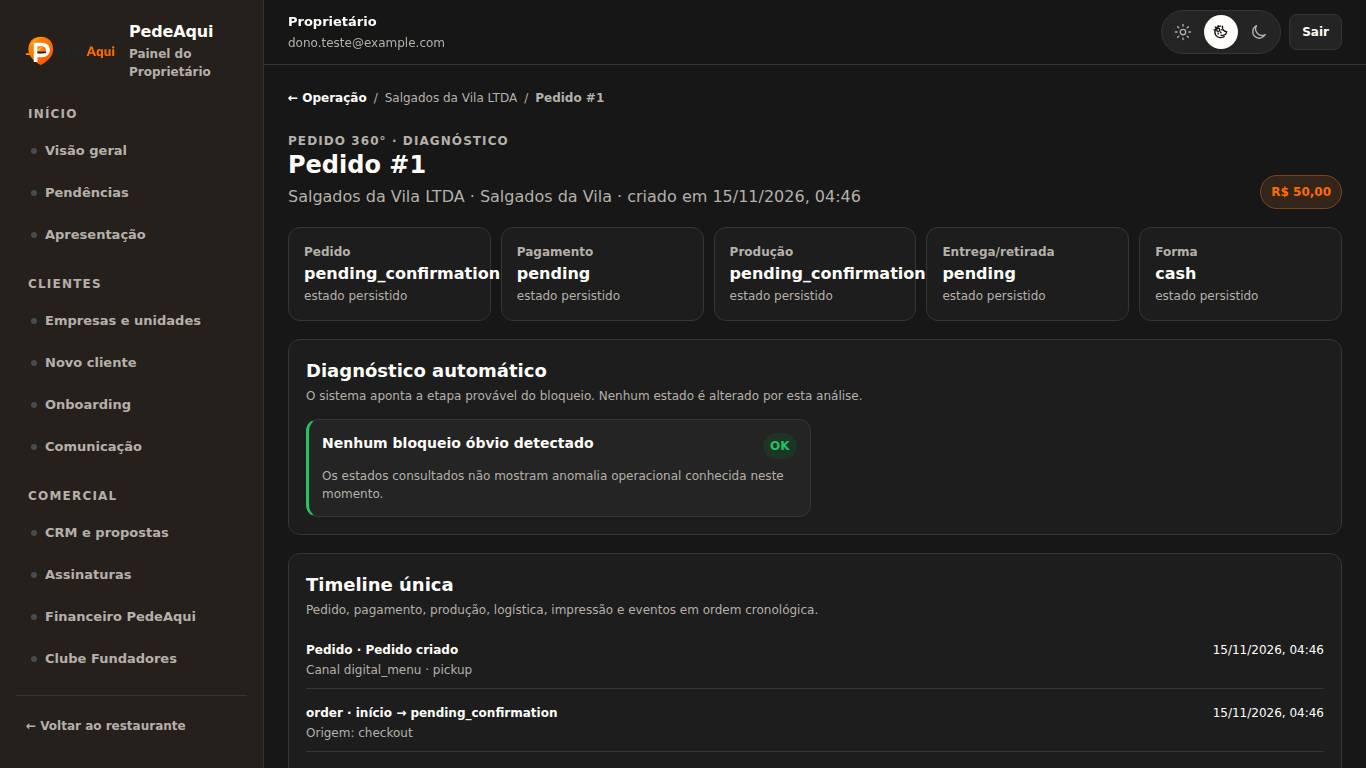 PedeAqui
Painel do
Proprietário
Aqui
INÍCIO
Visão geral
Pendências
Apresentação
CLIENTES
Empresas e unidades
Novo cliente
Onboarding
Comunicação
COMERCIAL
CRM e propostas
Assinaturas
Financeiro PedeAqui
Clube Fundadores
← Voltar ao restaurante
Proprietário
dono.teste@example.com
Sair
← Operação / Salgados da Vila LTDA / Pedido #1
PEDIDO 360° · DIAGNÓSTICO
Pedido #1
Salgados da Vila LTDA · Salgados da Vila · criado em 15/11/2026, 04:46
R$ 50,00
Pedido
pending_confirmation
estado persistido
Pagamento
pending
estado persistido
Produção
pending_confirmation
estado persistido
Entrega/retirada
pending
estado persistido
Forma
cash
estado persistido
Diagnóstico automático
O sistema aponta a etapa provável do bloqueio. Nenhum estado é alterado por esta análise.
Nenhum bloqueio óbvio detectado
OK
Os estados consultados não mostram anomalia operacional conhecida neste
momento.
Timeline única
Pedido, pagamento, produção, logística, impressão e eventos em ordem cronológica.
Pedido · Pedido criado
15/11/2026, 04:46
Canal digital_menu · pickup
order · início → pending_confirmation
15/11/2026, 04:46
Origem: checkout